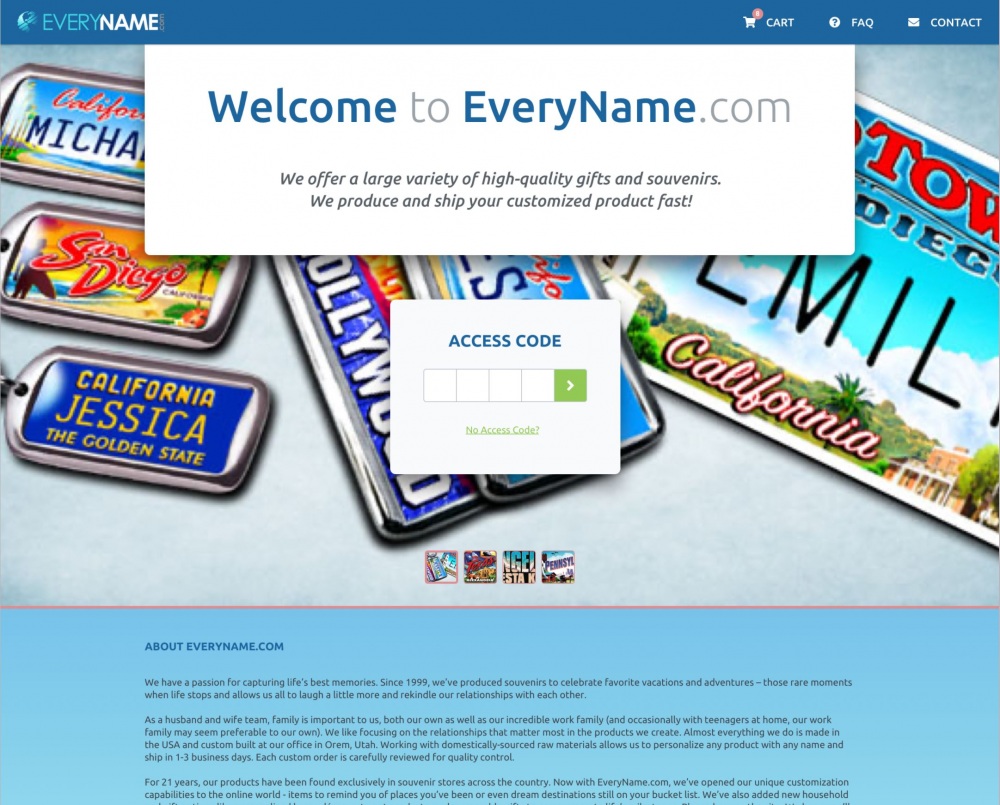 EVERYNAME.com
8
CART
FAQ
CONTACT
Welcome to EveryName.com
We offer a large variety of high-quality gifts and souvenirs.
We produce and ship your customized product fast!
MICHA
San Diego
CALIFORNIA
CALIFORNIA
JESSICA
THE GOLDEN STATE
OLLYWOOD
TOW
DIEG
EMIL
California
ACCESS CODE
No Access Code?
NGEL
ESTA K
PENNSYL
ABOUT EVERYNAME.COM
We have a passion for capturing life's best memories. Since 1999, we've produced souvenirs to celebrate favorite vacations and adventures – those rare moments
when life stops and allows us all to laugh a little more and rekindle our relationships with each other.
As a husband and wife team, family is important to us, both our own as well as our incredible work family (and occasionally with teenagers at home, our work
family may seem preferable to our own). We like focusing on the relationships that matter most in the products we create. Almost everything we do is made in
the USA and custom built at our office in Orem, Utah. Working with domestically-sourced raw materials allows us to personalize any product with any name and
ship in 1-3 business days. Each custom order is carefully reviewed for quality control.
For 21 years, our products have been found exclusively in souvenir stores across the country. Now with EveryName.com, we've opened our unique customization
capabilities to the online world - items to remind you of places you've been or even dream destinations still on your bucket list. We've also added new household